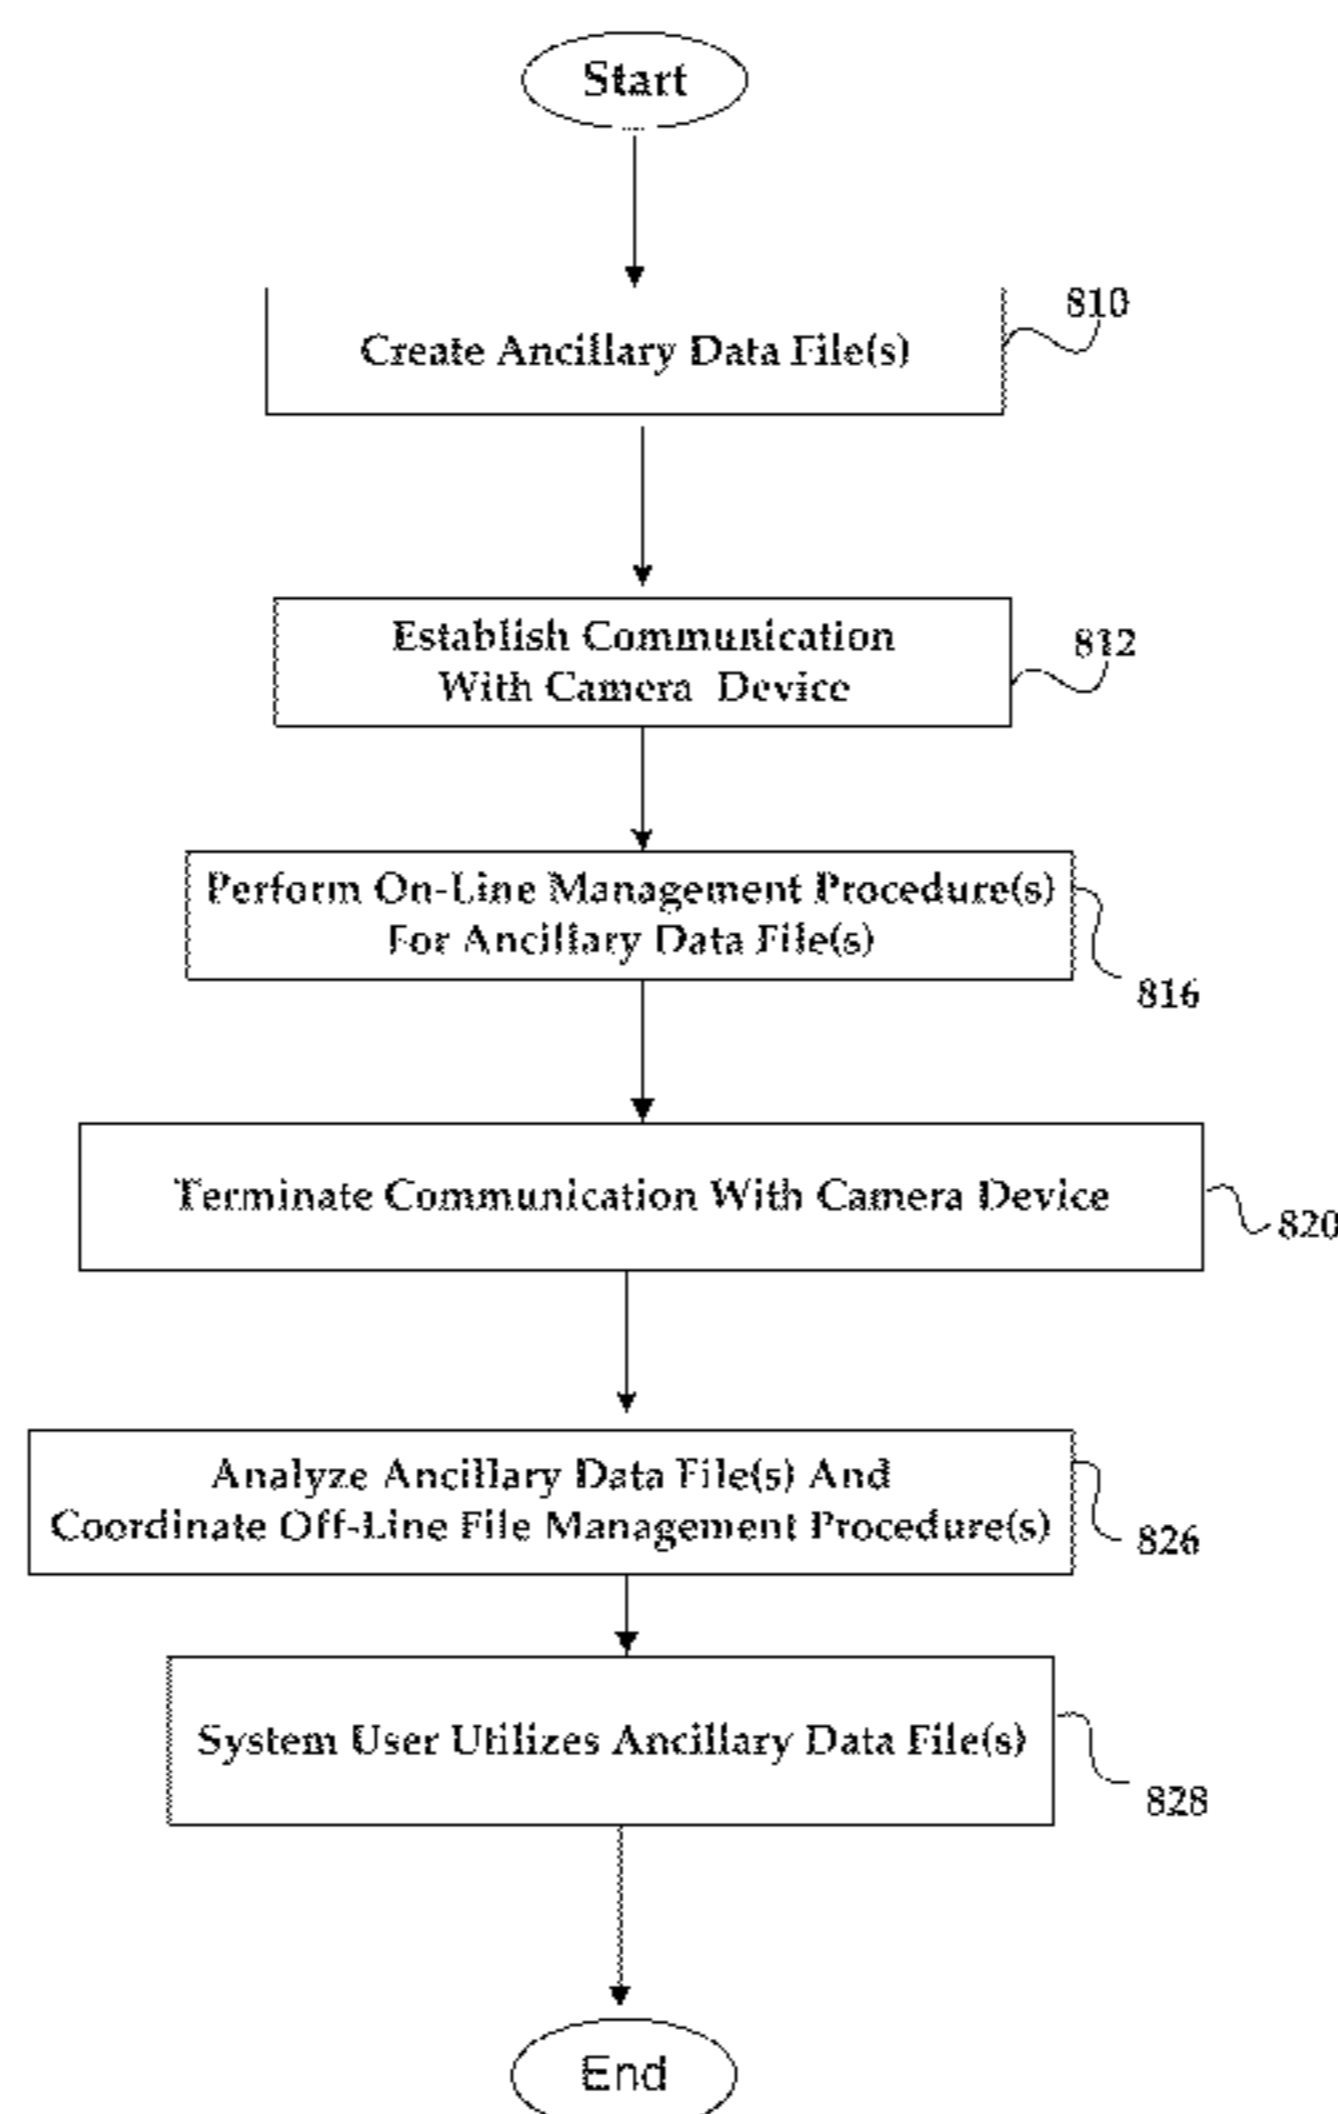 Start
810
Create Ancillary Data File(s)
Establish Communication
With Camera Device
812
Perform On-Line Management Procedure(s)
For Ancillary Data File(s)
816
Terminate Communication With Camera Device
820
Analyze Ancillary Data File(s) And
Coordinate Off-Line File Management Procedure(s)
826
System User Utilizes Ancillary Data File(s)
828
End